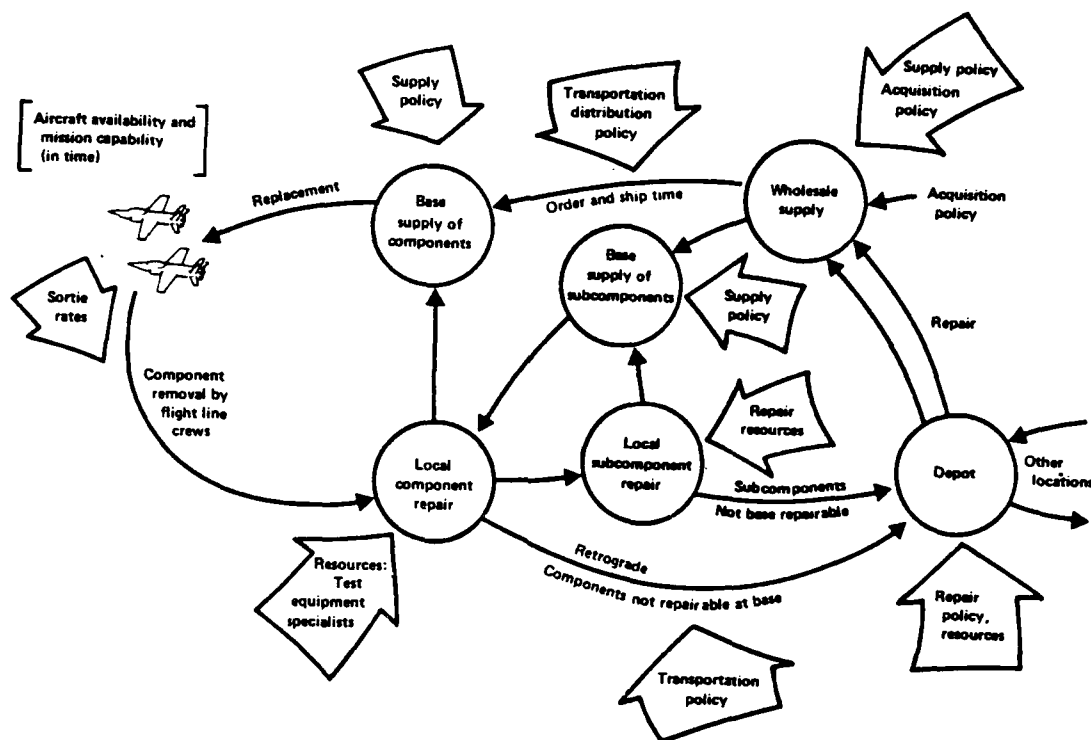 Supply
policy
Transportation
distribution
policy
Supply policy
Acquisition
policy
Aircraft availability and
mission capability
(in time)
Replacement
Base
supply of
components
Order and ship time
Wholesale
supply
Acquisition
policy
Base
supply of
subcomponents
Supply
policy
Sortie
rates
Repair
Component
removal by
flight line
crews
Repair
resources
Local
component
repair
Local
subcomponent
repair
Subcomponents
Not base repairable
Depot
Other
locations
Retrograde
Components not repairable at base
Resources:
Test
equipment
specialists
Repair
policy,
resources
Transportation
policy